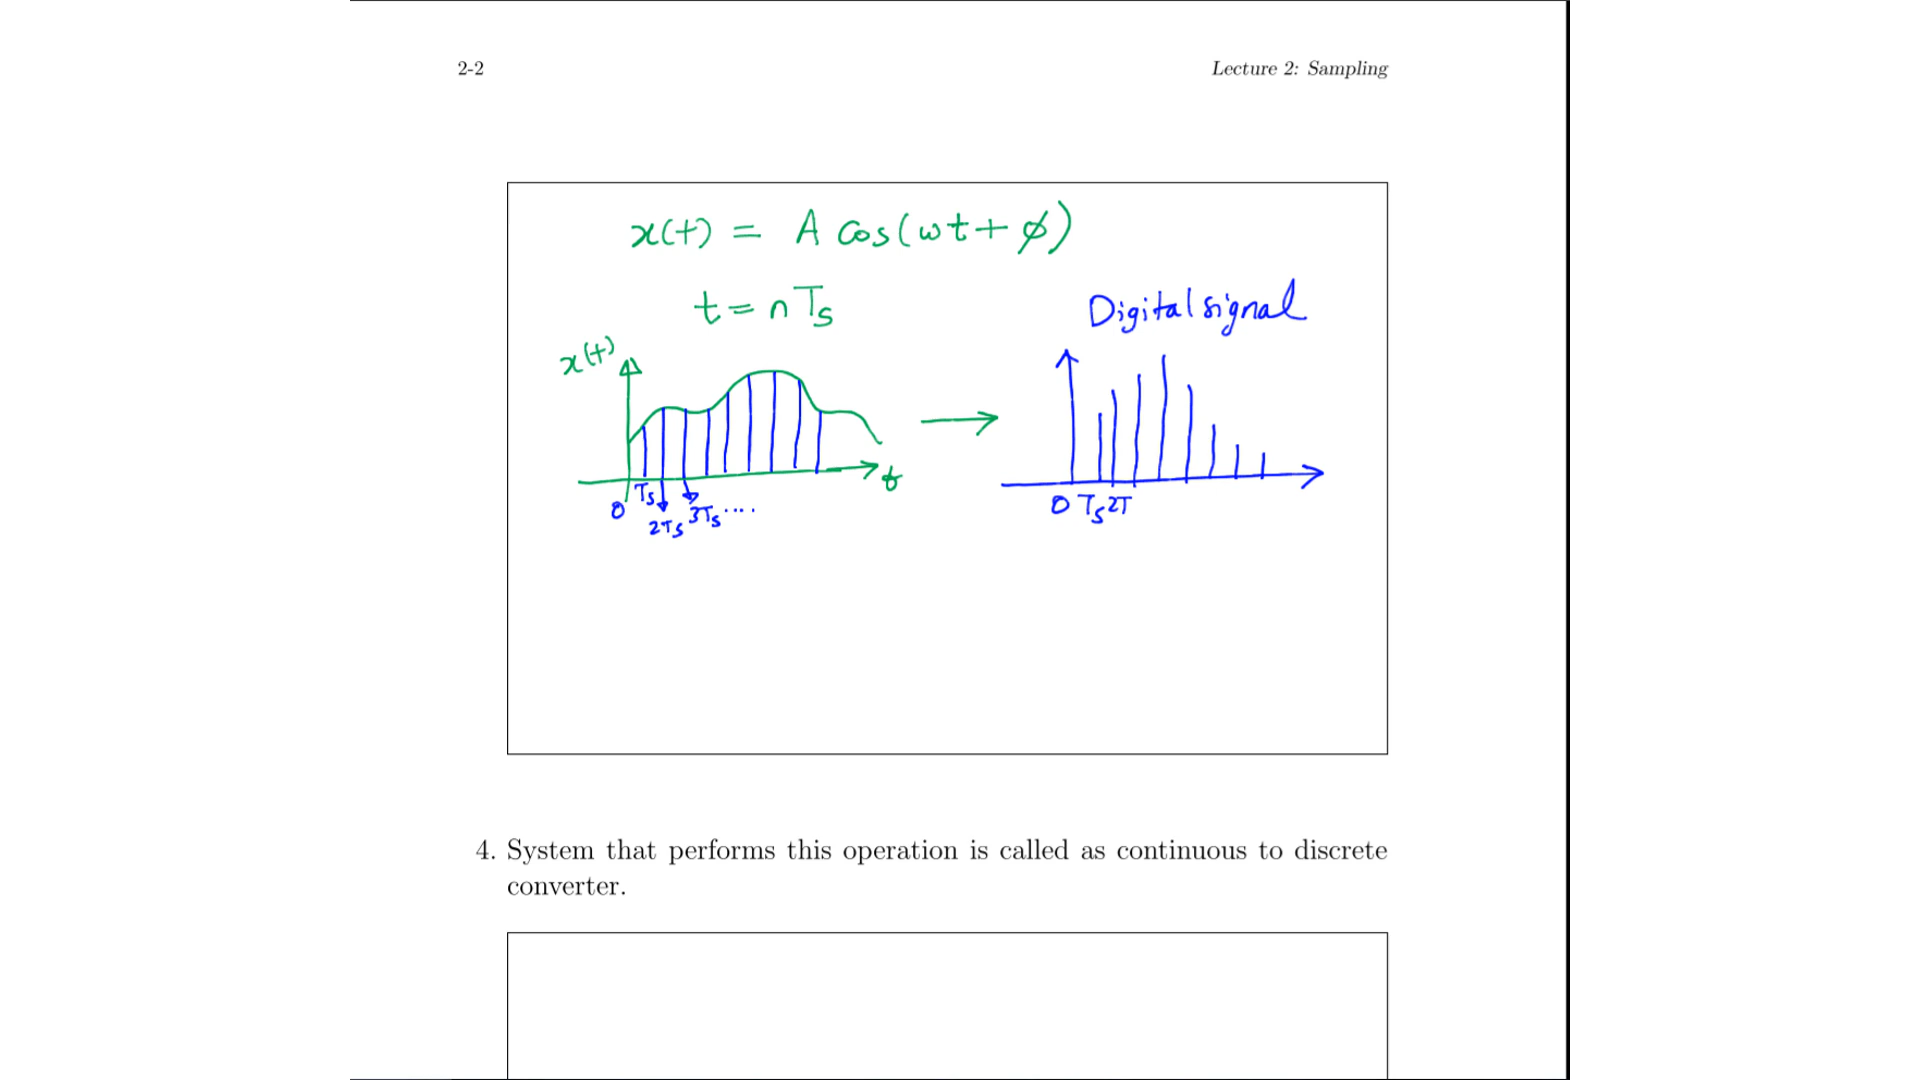 2-2 Lecture 2: Sampling
x(t) = A Cos(ωt + ϕ)
t = nTs
Digital signal
x(t)
t
0 Ts 2Ts 3Ts ....
0 Ts 2T
4. System that performs this operation is called as continuous to discrete
converter.